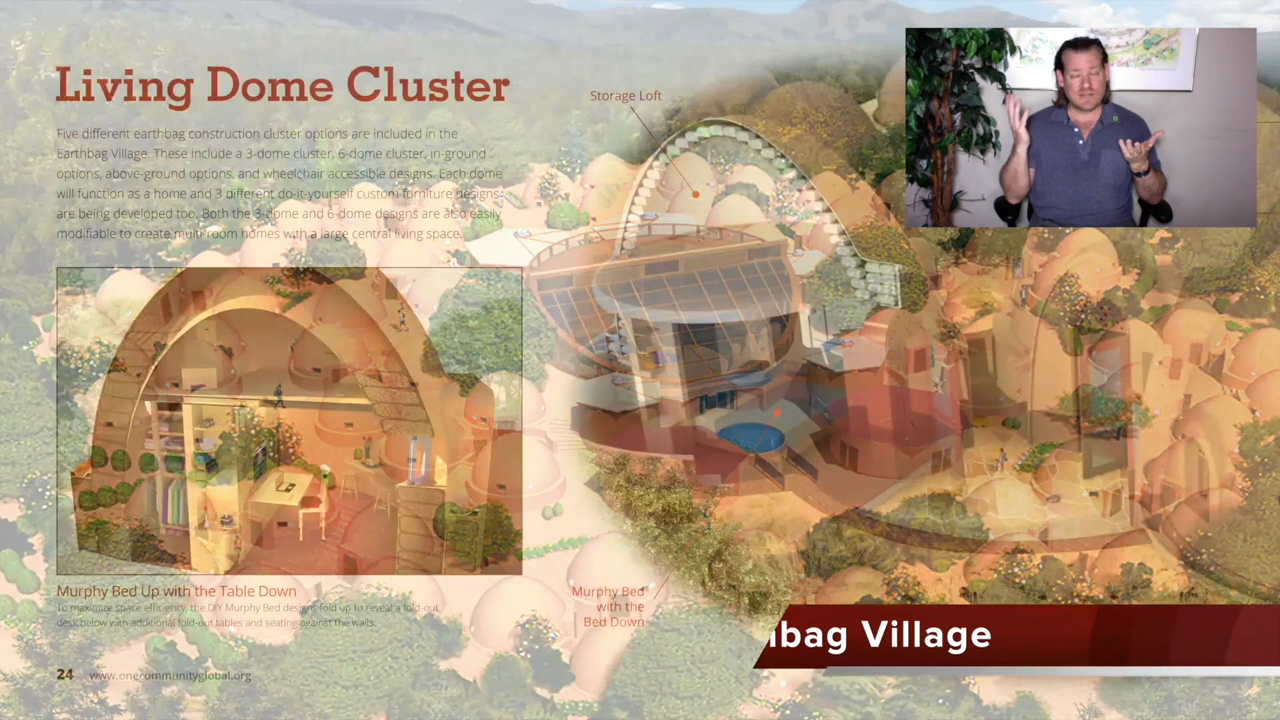 Living Dome Cluster
Five different earthbag construction cluster options are included in the
Earthbag Village. These include a 3-dome cluster, 6-dome cluster, in-ground
options, above-ground options, and wheelchair accessible designs. Each dome
will function as a home and 3 different do-it-yourself custom furniture designs
are being developed too. Both the 3-dome and 6-dome designs are also easily
modifiable to create multi-room homes with a large central living space.
Storage Loft
Murphy Bed Up with the Table Down
To maximize space efficiency, the DIY Murphy Bed designs fold up to reveal a fold-out
desk below with additional fold-out tables and seating against the walls.
Murphy Bed
with the
Bed Down
bag Village
24 www.onecommunityglobal.org